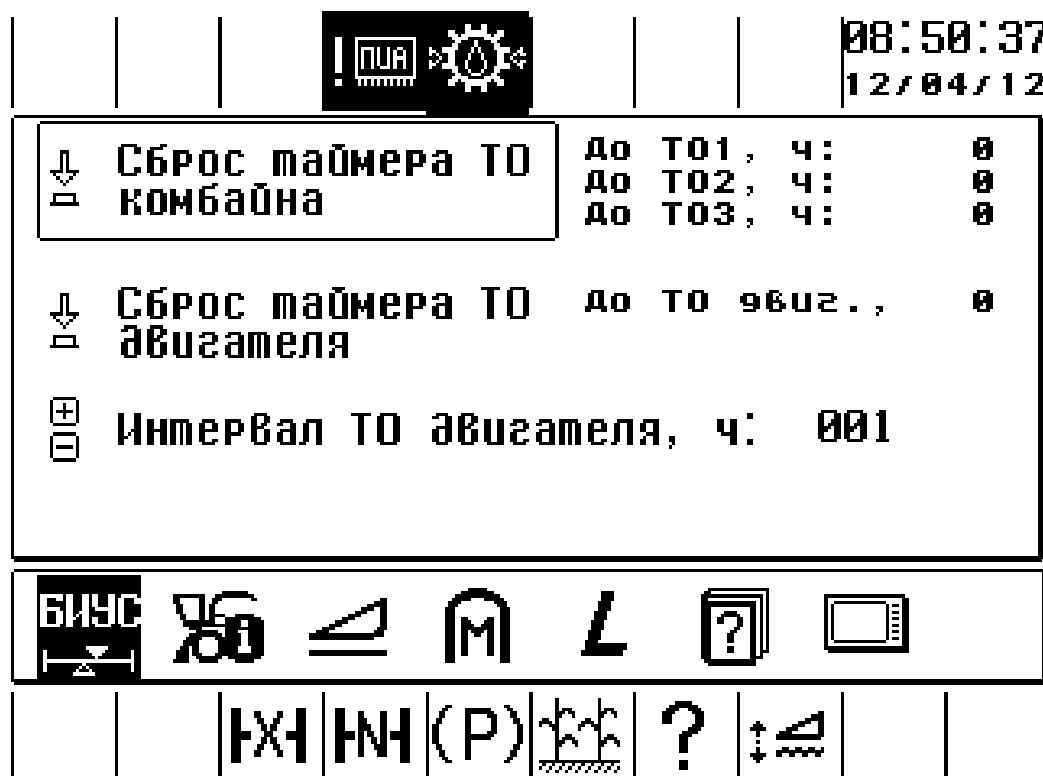 ! ПИА
08:50:37
12/04/12
Сброс таймера ТО
комбайна
До ТО1, ч: 0
До ТО2, ч: 0
До ТО3, ч: 0
Сброс таймера ТО
двигателя
До ТО двиг., 0
Интервал ТО двигателя, ч: 001
БИУС
i M L ?
X N (P) ?